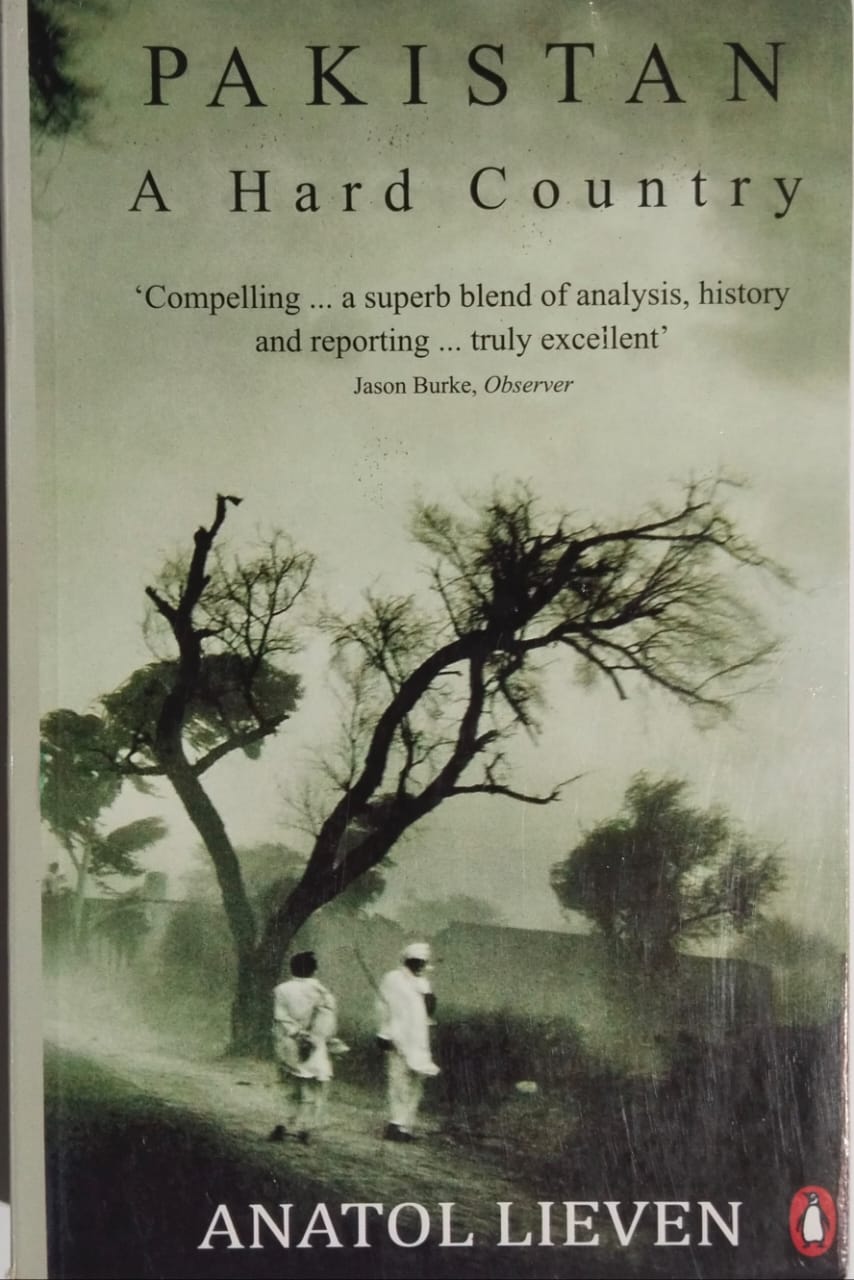 PAKISTAN
A Hard Country
‘Compelling ... a superb blend of analysis, history
and reporting ... truly excellent’
Jason Burke, Observer
ANATOL LIEVEN